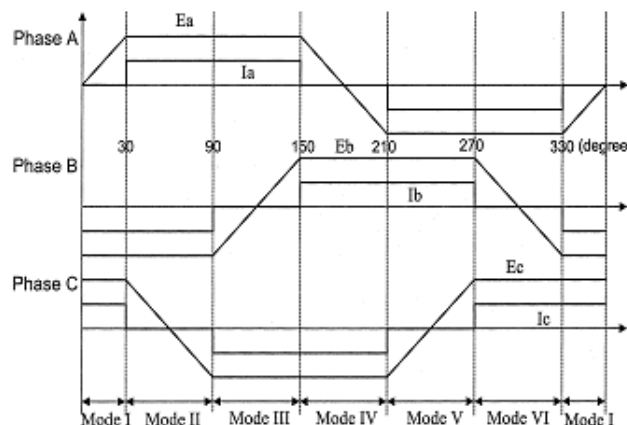 Phase A
Ea
Ia
30 90 150 Eb 210 270 330 (degree
Phase B
Ib
Phase C
Ec
Ic
Mode I Mode II Mode III Mode IV Mode V Mode VI Mode I